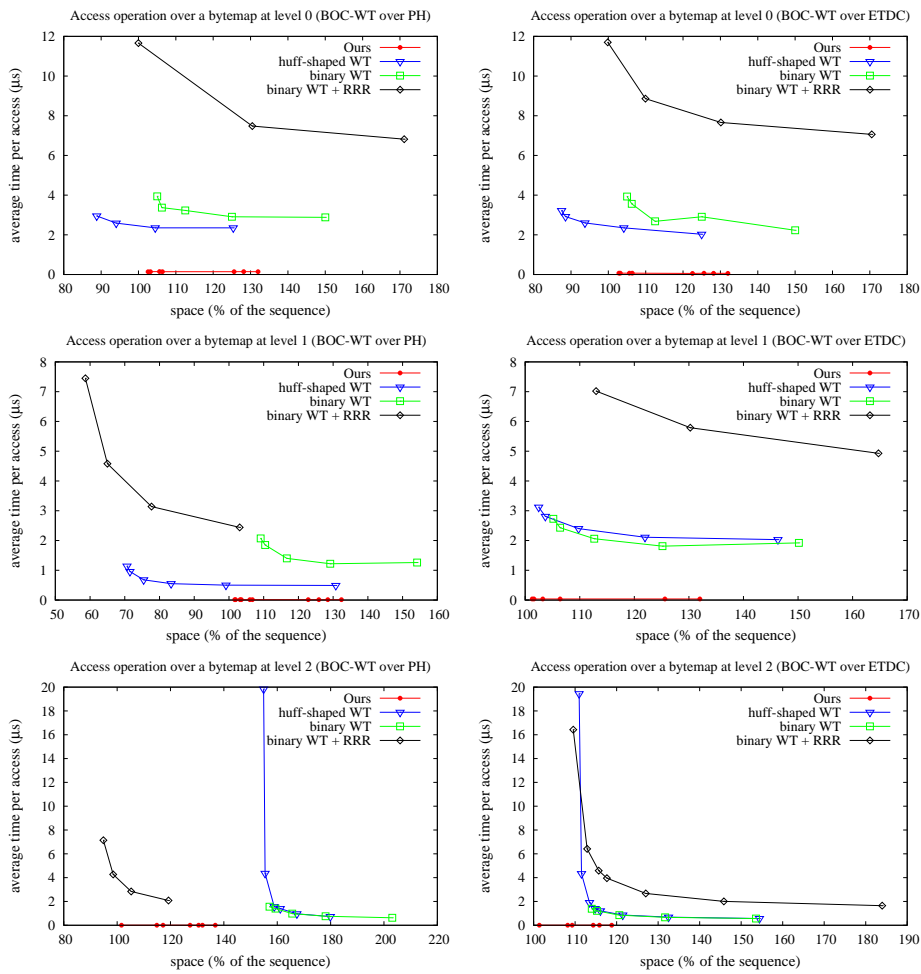 Access operation over a bytemap at level 0 (BOC-WT over PH)
average time per access (µs)
12
10
8
6
4
2
0
Ours
huff-shaped WT
binary WT
binary WT + RRR
80 90 100 110 120 130 140 150 160 170 180
space (% of the sequence)
Access operation over a bytemap at level 0 (BOC-WT over ETDC)
average time per access (µs)
12
10
8
6
4
2
0
Ours
huff-shaped WT
binary WT
binary WT + RRR
80 90 100 110 120 130 140 150 160 170 180
space (% of the sequence)
Access operation over a bytemap at level 1 (BOC-WT over PH)
average time per access (µs)
8
7
6
5
4
3
2
1
0
Ours
huff-shaped WT
binary WT
binary WT + RRR
50 60 70 80 90 100 110 120 130 140 150 160
space (% of the sequence)
Access operation over a bytemap at level 1 (BOC-WT over ETDC)
average time per access (µs)
8
7
6
5
4
3
2
1
0
Ours
huff-shaped WT
binary WT
binary WT + RRR
100 110 120 130 140 150 160 170
space (% of the sequence)
Access operation over a bytemap at level 2 (BOC-WT over PH)
average time per access (µs)
20
18
16
14
12
10
8
6
4
2
0
Ours
huff-shaped WT
binary WT
binary WT + RRR
80 100 120 140 160 180 200 220
space (% of the sequence)
Access operation over a bytemap at level 2 (BOC-WT over ETDC)
average time per access (µs)
20
18
16
14
12
10
8
6
4
2
0
Ours
huff-shaped WT
binary WT
binary WT + RRR
100 110 120 130 140 150 160 170 180 190
space (% of the sequence)